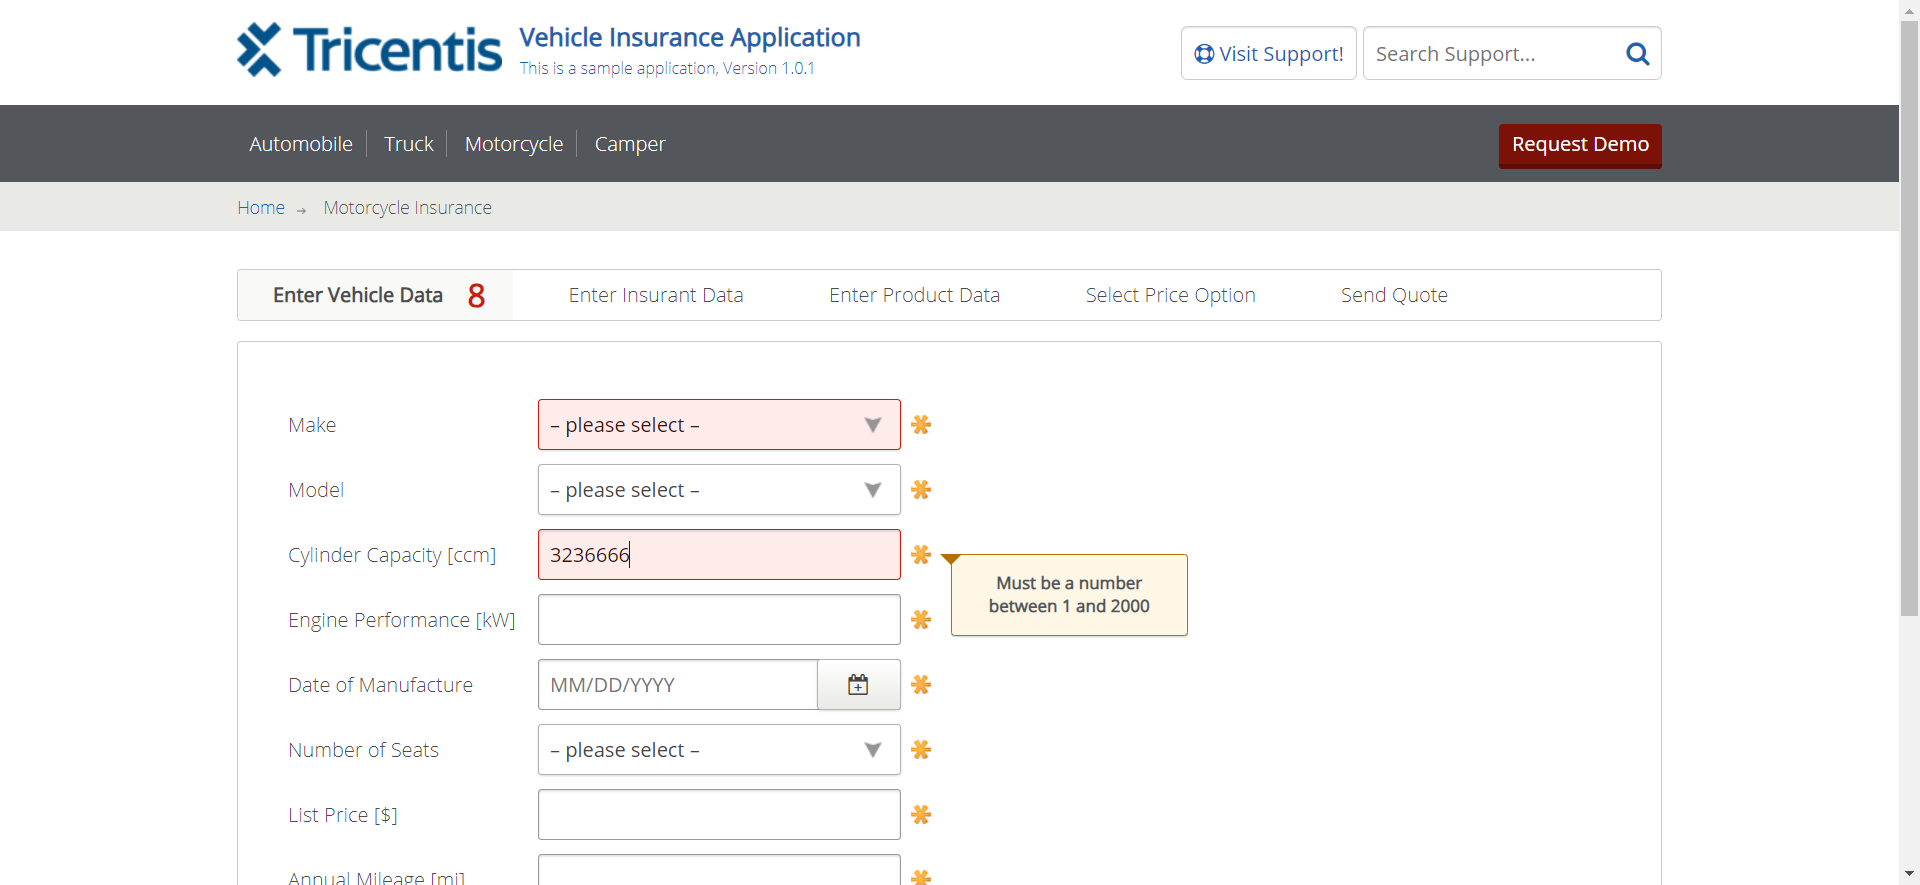 Tricentis
Vehicle Insurance Application
This is a sample application, Version 1.0.1
Visit Support!
Search Support...
Automobile
Truck
Motorcycle
Camper
Request Demo
Home → Motorcycle Insurance
Enter Vehicle Data 8
Enter Insurant Data
Enter Product Data
Select Price Option
Send Quote
Make
– please select –
Model
– please select –
Cylinder Capacity [ccm]
3236666
Must be a number
between 1 and 2000
Engine Performance [kW]
Date of Manufacture
MM/DD/YYYY
Number of Seats
– please select –
List Price [$]
Annual Mileage [mi]